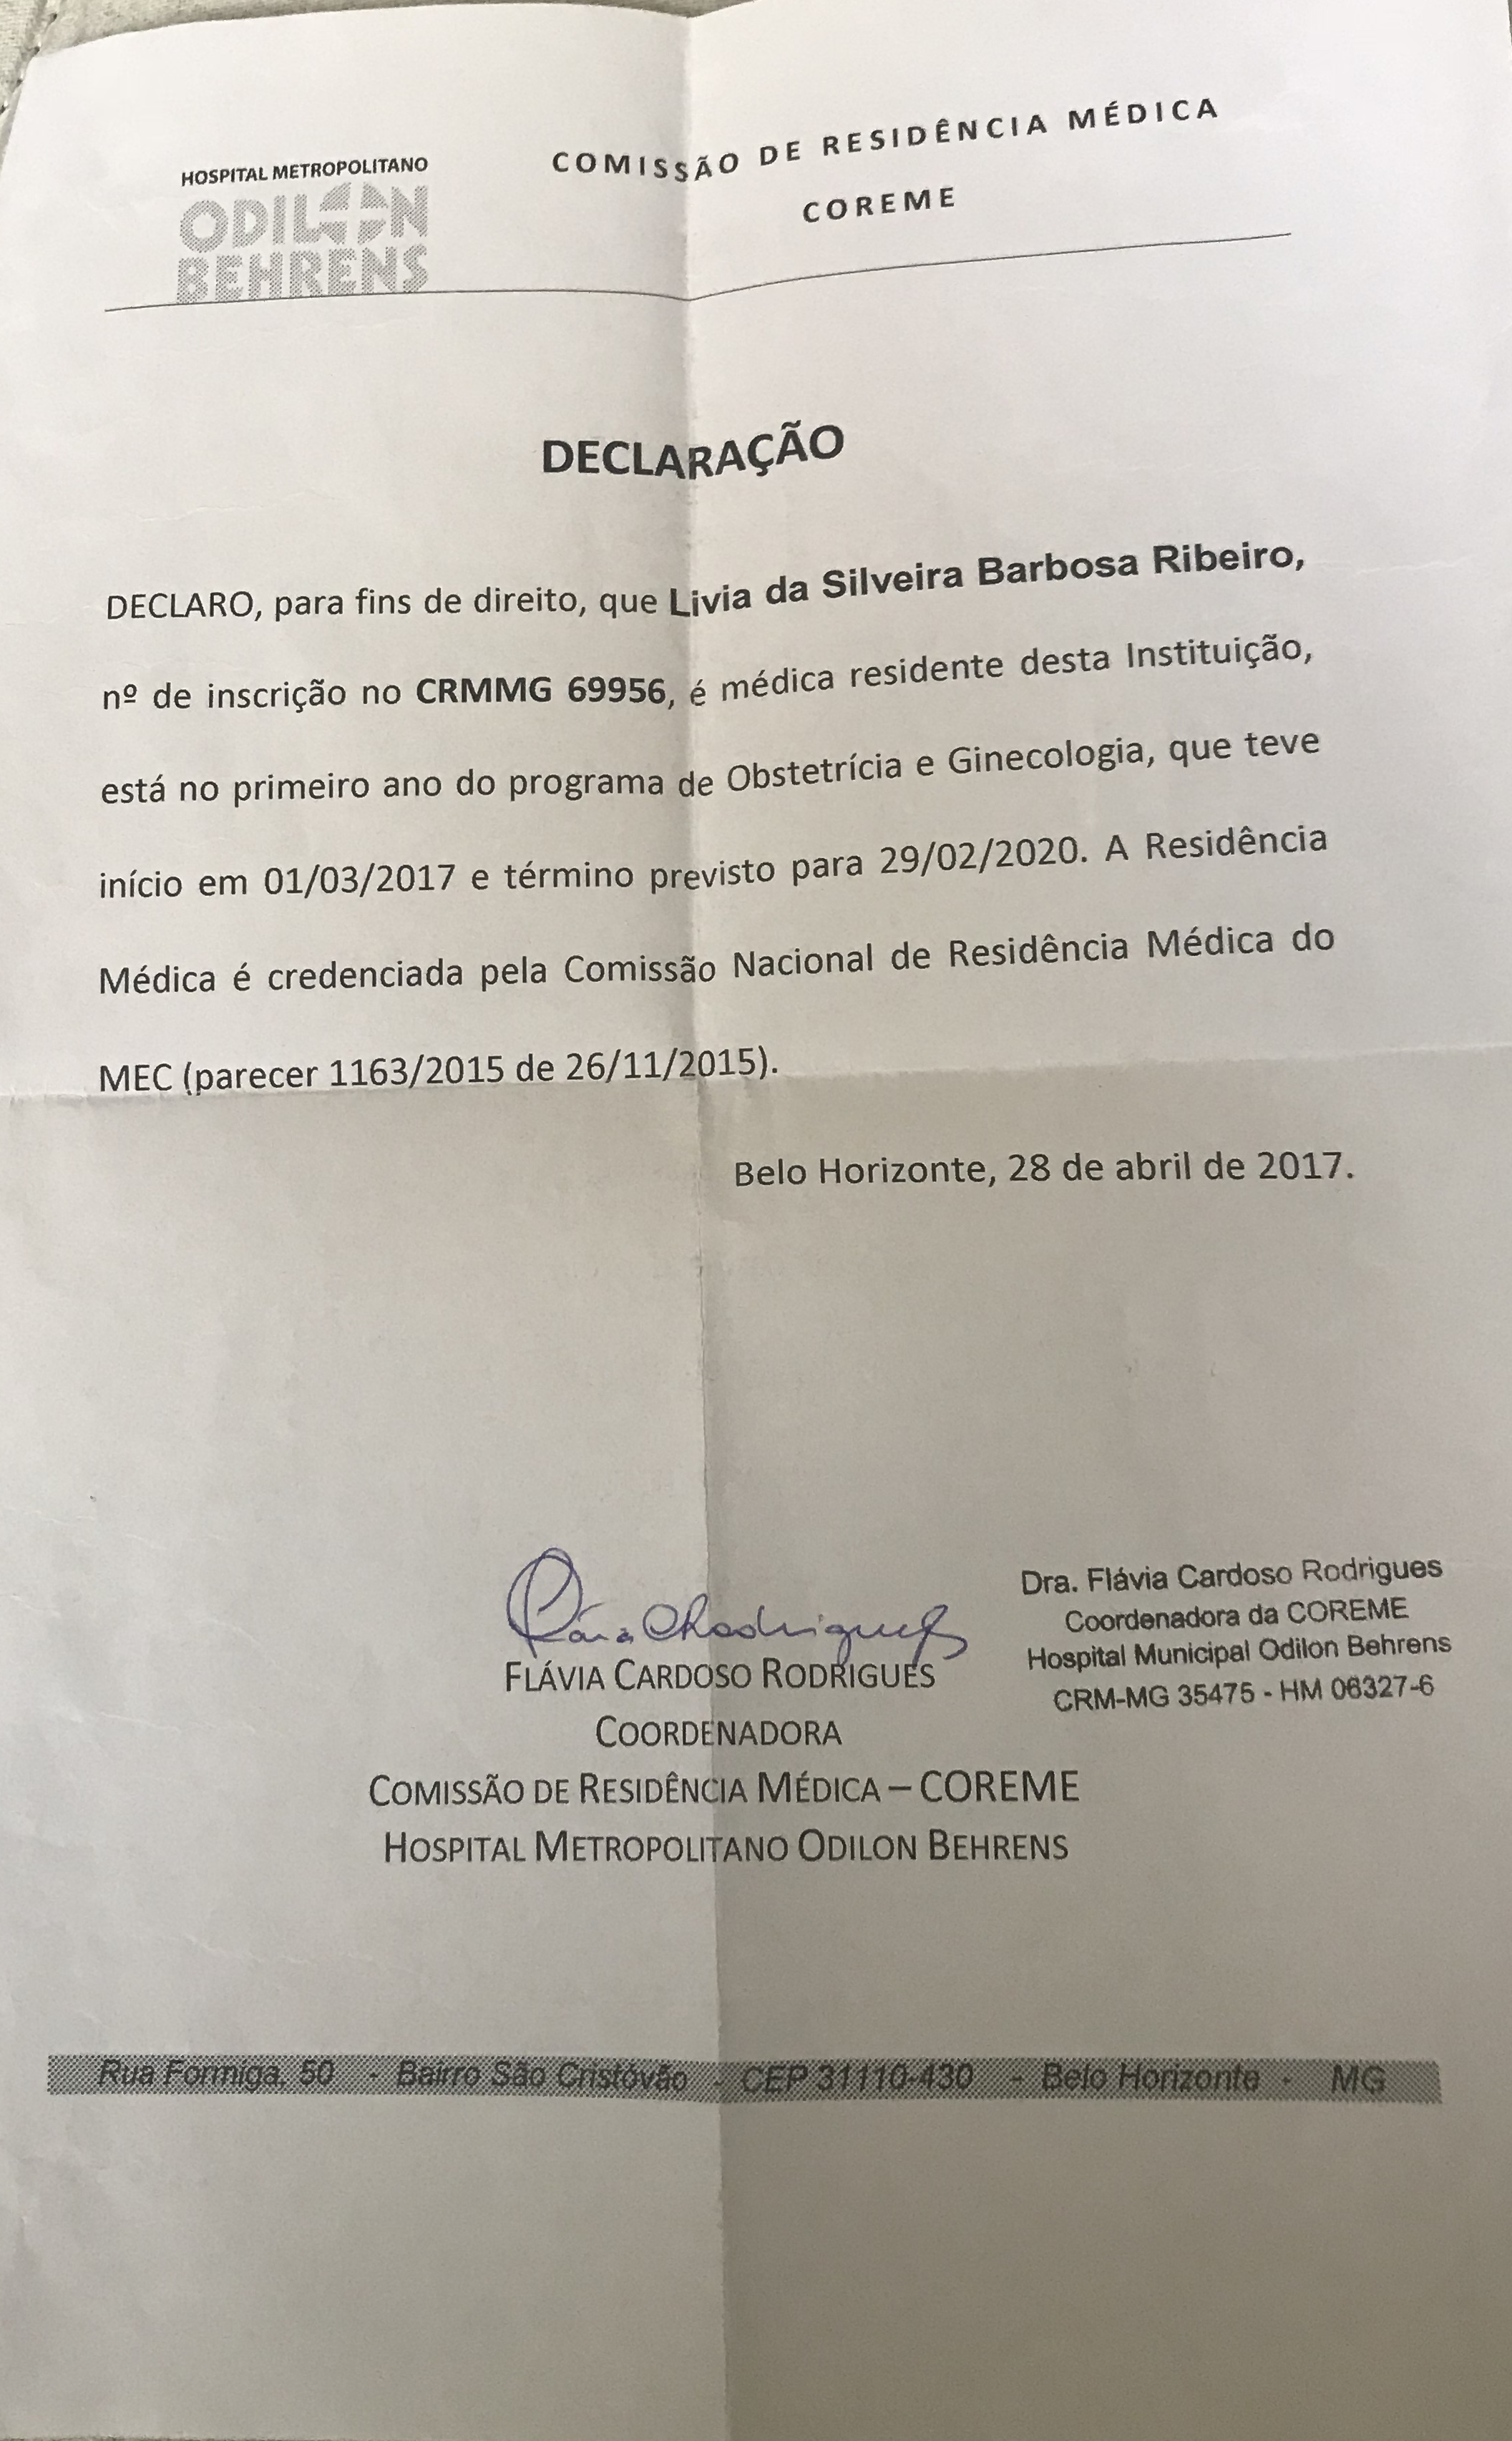 HOSPITAL METROPOLITANO
ODILON
BEHRENS
COMISSÃO DE RESIDÊNCIA MÉDICA
COREME
DECLARAÇÃO
DECLARO, para fins de direito, que Livia da Silveira Barbosa Ribeiro,
nº de inscrição no CRMMG 69956, é médica residente desta Instituição,
está no primeiro ano do programa de Obstetrícia e Ginecologia, que teve
início em 01/03/2017 e término previsto para 29/02/2020. A Residência
Médica é credenciada pela Comissão Nacional de Residência Médica do
MEC (parecer 1163/2015 de 26/11/2015).
Belo Horizonte, 28 de abril de 2017.
FLÁVIA CARDOSO RODRIGUES
COORDENADORA
COMISSÃO DE RESIDÊNCIA MÉDICA – COREME
HOSPITAL METROPOLITANO ODILON BEHRENS
Dra. Flávia Cardoso Rodrigues
Coordenadora da COREME
Hospital Municipal Odilon Behrens
CRM-MG 35475 - HM 06327-6
Rua Formiga, 50 - Bairro São Cristóvão - CEP 31110-430 - Belo Horizonte - MG